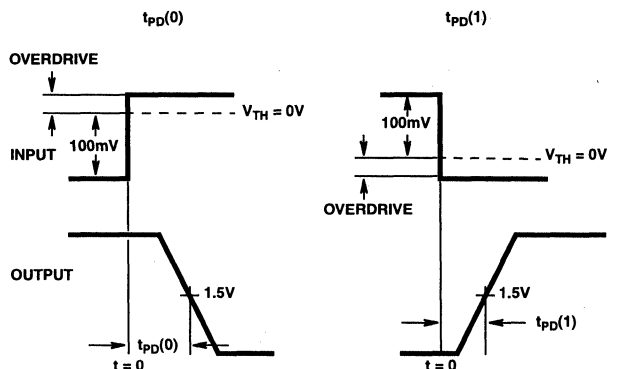 tPD(0)
tPD(1)
OVERDRIVE
VTH = 0V
100mV
INPUT
100mV
VTH = 0V
OVERDRIVE
OUTPUT
1.5V
1.5V
tPD(0)
tPD(1)
t = 0
t = 0